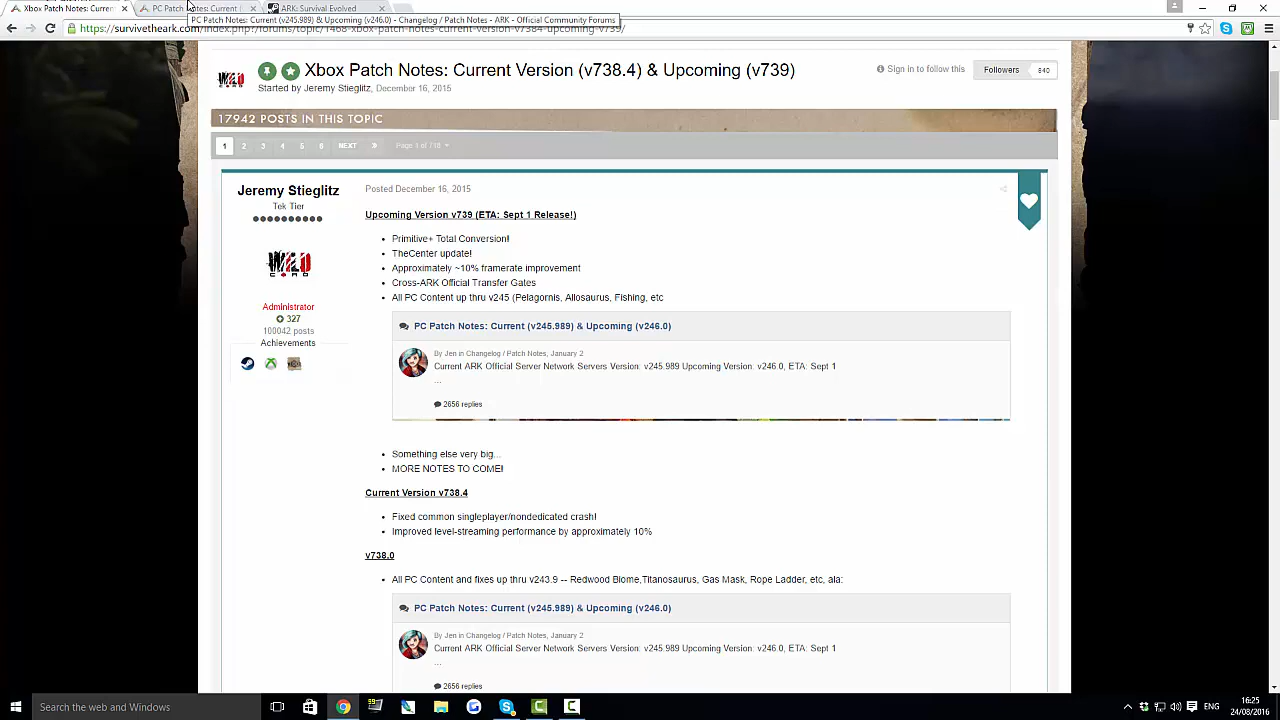 Xbox Patch Notes: Curren
PC Patch Notes: Current (
ARK: Survival Evolved
PC Patch Notes: Current (v245.989) & Upcoming (v246.0) - Changelog / Patch Notes - ARK - Official Community Forums
https://survivetheark.com/index.php?/forums/topic/1468-xbox-patch-notes-current-version-v7384-upcoming-v739/
Xbox Patch Notes: Current Version (v738.4) & Upcoming (v739)
Sign in to follow this
Followers 840
Started by Jeremy Stieglitz, December 16, 2015
17942 POSTS IN THIS TOPIC
1 2 3 4 5 6 NEXT » Page 1 of 718
Jeremy Stieglitz
Tek Tier
WILD
CARD
Administrator
327
100042 posts
Achievements
Posted December 16, 2015
Upcoming Version v739 (ETA: Sept 1 Release!)
Primitive+ Total Conversion!
TheCenter update!
Approximately ~10% framerate improvement
Cross-ARK Official Transfer Gates
All PC Content up thru v245 (Pelagornis, Allosaurus, Fishing, etc
PC Patch Notes: Current (v245.989) & Upcoming (v246.0)
By Jen in Changelog / Patch Notes, January 2
Current ARK Official Server Network Servers Version: v245.989 Upcoming Version: v246.0, ETA: Sept 1
...
2656 replies
Something else very big...
MORE NOTES TO COME!
Current Version v738.4
Fixed common singleplayer/nondedicated crash!
Improved level-streaming performance by approximately 10%
v738.0
All PC Content and fixes up thru v243.9 -- Redwood Biome,Titanosaurus, Gas Mask, Rope Ladder, etc, ala:
PC Patch Notes: Current (v245.989) & Upcoming (v246.0)
By Jen in Changelog / Patch Notes, January 2
Current ARK Official Server Network Servers Version: v245.989 Upcoming Version: v246.0, ETA: Sept 1
...
2656 replies
Search the web and Windows
ENG
16:25
24/08/2016